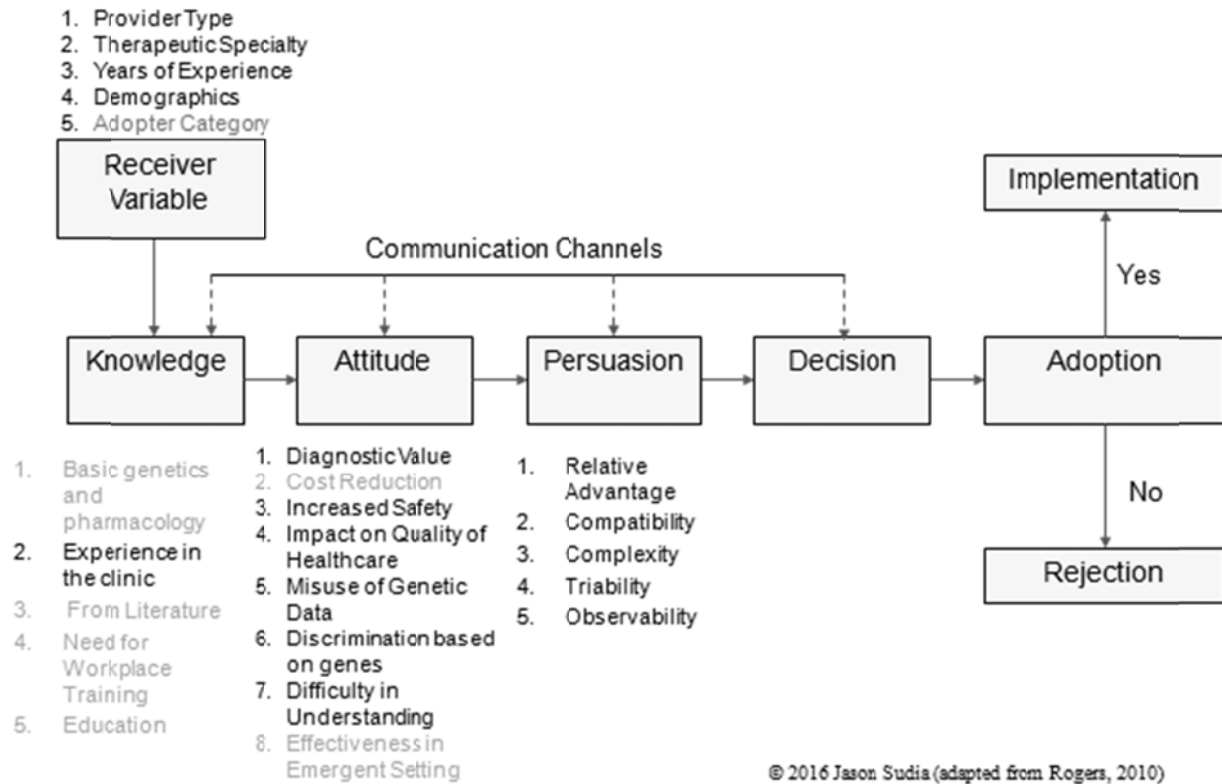 1. Provider Type
2. Therapeutic Specialty
3. Years of Experience
4. Demographics
5. Adopter Category
Receiver
Variable
Implementation
Communication Channels
Yes
Knowledge
Attitude
Persuasion
Decision
Adoption
1. Basic genetics
and
pharmacology
2. Experience in
the clinic
3. From Literature
4. Need for
Workplace
Training
5. Education
1. Diagnostic Value
2. Cost Reduction
3. Increased Safety
4. Impact on Quality of
Healthcare
5. Misuse of Genetic
Data
6. Discrimination based
on genes
7. Difficulty in
Understanding
8. Effectiveness in
Emergent Setting
1. Relative
Advantage
2. Compatibility
3. Complexity
4. Triability
5. Observability
No
Rejection
© 2016 Jason Sudia (adapted from Rogers, 2010)